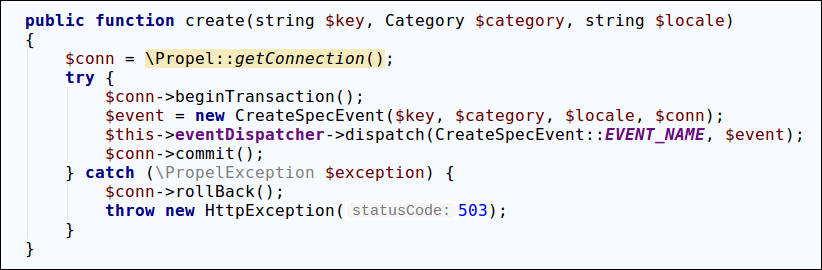 public function create(string $key, Category $category, string $locale)
{
    $conn = \Propel::getConnection();
    try {
        $conn->beginTransaction();
        $event = new CreateSpecEvent($key, $category, $locale, $conn);
        $this->eventDispatcher->dispatch(CreateSpecEvent::EVENT_NAME, $event);
        $conn->commit();
    } catch (\PropelException $exception) {
        $conn->rollBack();
        throw new HttpException( statusCode: 503);
    }
}